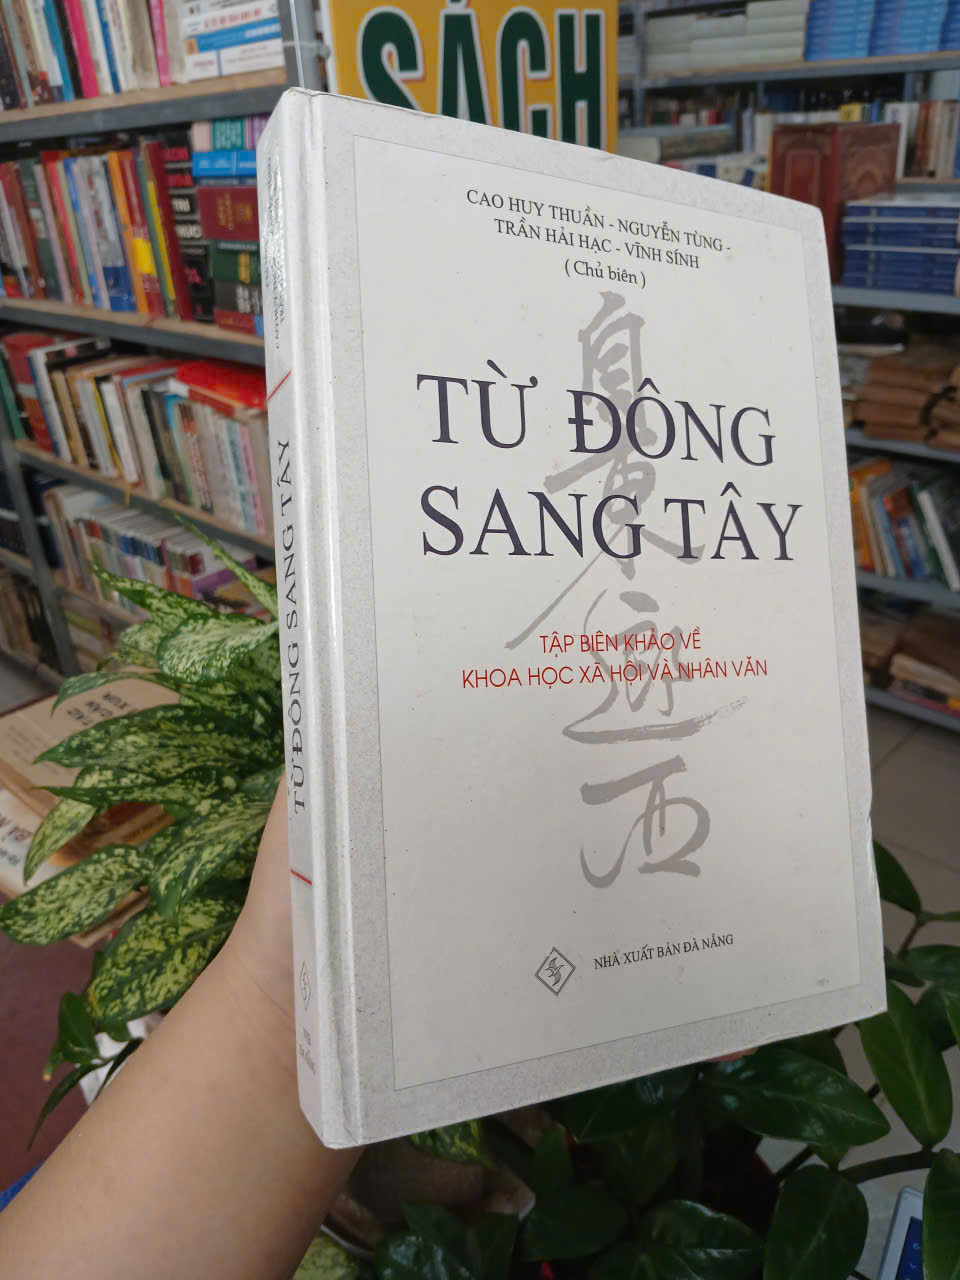 SÁCH
CAO HUY THUẦN - NGUYỄN TÙNG -
TRẦN HẢI HẠC - VĨNH SÍNH
( Chủ biên )
TỪ ĐÔNG
SANG TÂY
TẬP BIÊN KHẢO VỀ
KHOA HỌC XÃ HỘI VÀ NHÂN VĂN
NHÀ XUẤT BẢN ĐÀ NẴNG
TỪ ĐÔNG SANG TÂY